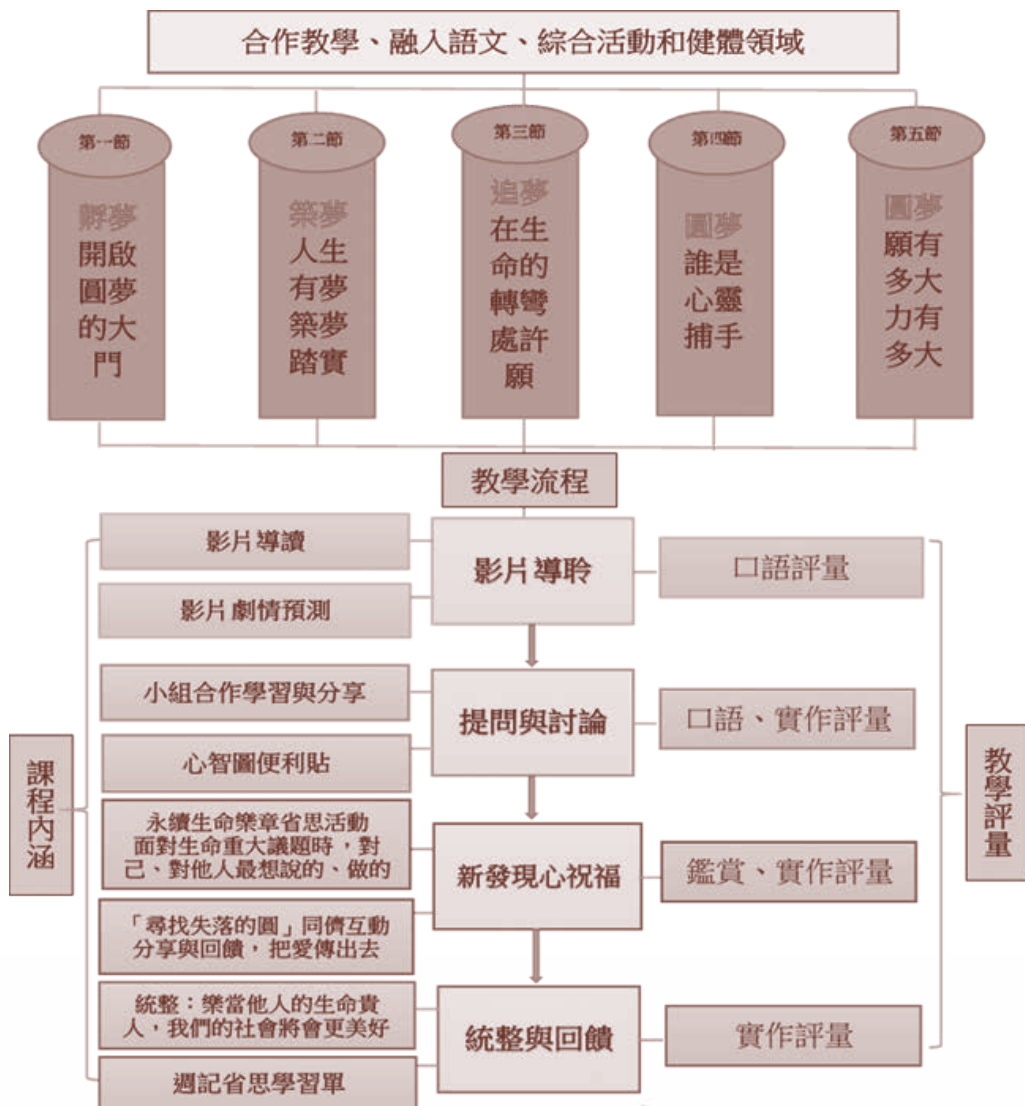 合作教學、融入語文、綜合活動和健體領域
第一節
孵夢
開啟
圓夢
的大
門
第二節
築夢
人生
有夢
築夢
踏實
第三節
追夢
在生
命的
轉彎
處許
願
第四節
圓夢
誰是
心靈
捕手
第五節
圓夢
願有
多大
力有
多大
教學流程
課程內涵
影片導讀
影片劇情預測
影片導聆
口語評量
小組合作學習與分享
心智圖便利貼
提問與討論
口語、實作評量
永續生命樂章省思活動
面對生命重大議題時，對
己、對他人最想說的、做的
「尋找失落的圓」同儕互動
分享與回饋，把愛傳出去
新發現心祝福
鑑賞、實作評量
統整：樂當他人的生命貴
人，我們的社會將會更美好
週記省思學習單
統整與回饋
實作評量
教學評量